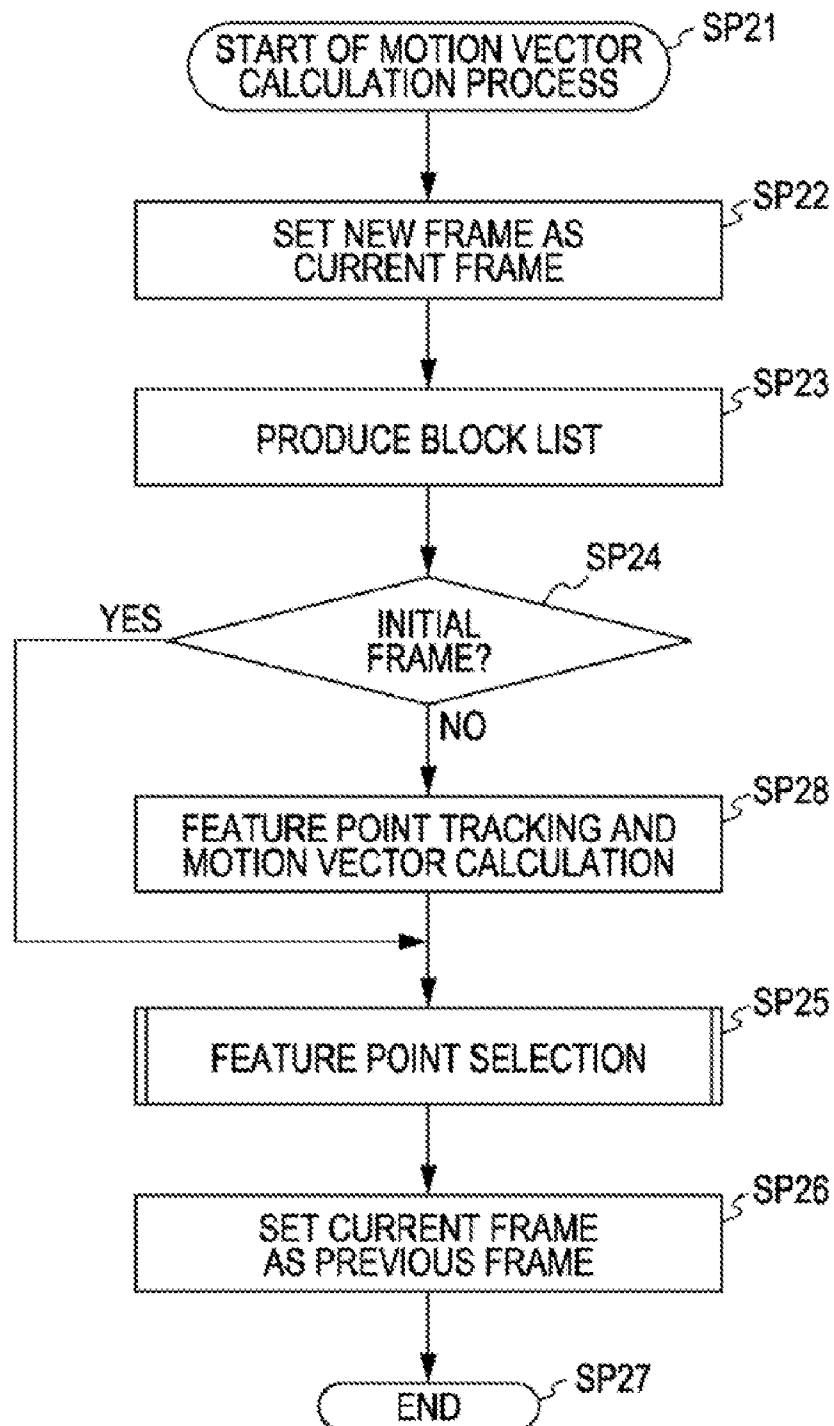 START OF MOTION VECTOR
CALCULATION PROCESS
SP21
SET NEW FRAME AS
CURRENT FRAME
SP22
PRODUCE BLOCK LIST
SP23
INITIAL
FRAME?
SP24
YES
NO
FEATURE POINT TRACKING AND
MOTION VECTOR CALCULATION
SP28
FEATURE POINT SELECTION
SP25
SET CURRENT FRAME
AS PREVIOUS FRAME
SP26
END
SP27